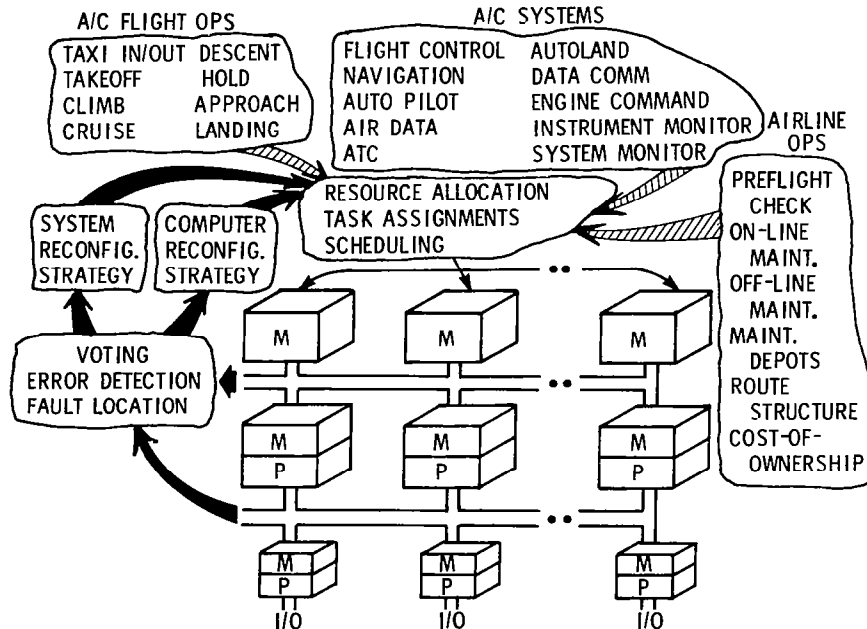 A/C FLIGHT OPS
TAXI IN/OUT DESCENT
TAKEOFF HOLD
CLIMB APPROACH
CRUISE LANDING
A/C SYSTEMS
FLIGHT CONTROL AUTOLAND
NAVIGATION DATA COMM
AUTO PILOT ENGINE COMMAND
AIR DATA INSTRUMENT MONITOR
ATC SYSTEM MONITOR
AIRLINE
OPS
PREFLIGHT
CHECK
ON-LINE
MAINT.
OFF-LINE
MAINT.
MAINT.
DEPOTS
ROUTE
STRUCTURE
COST-OF-
OWNERSHIP
RESOURCE ALLOCATION
TASK ASSIGNMENTS
SCHEDULING
SYSTEM
RECONFIG.
STRATEGY
COMPUTER
RECONFIG.
STRATEGY
VOTING
ERROR DETECTION
FAULT LOCATION
M M M
M M M
P P P
M M M
P P P
I/O I/O I/O